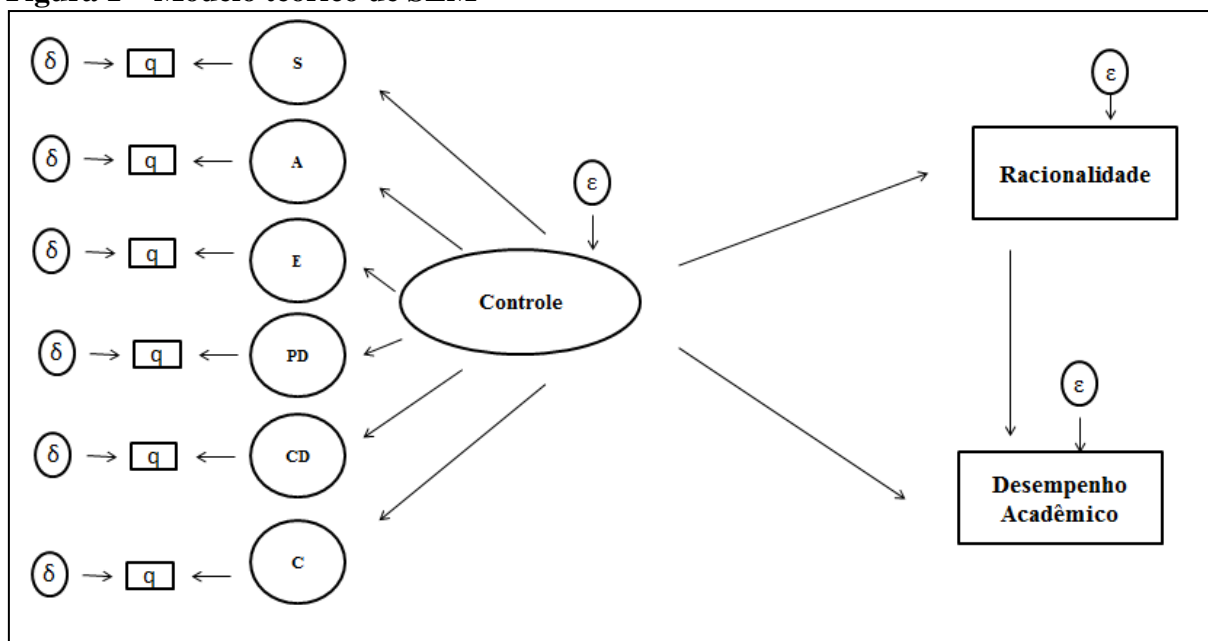 Figura 1 – Modelo teórico de SEM
δ q S
ε
δ q A
Racionalidade
ε
δ q E
Controle
δ q PD
ε
δ q CD
Desempenho
Acadêmico
δ q C